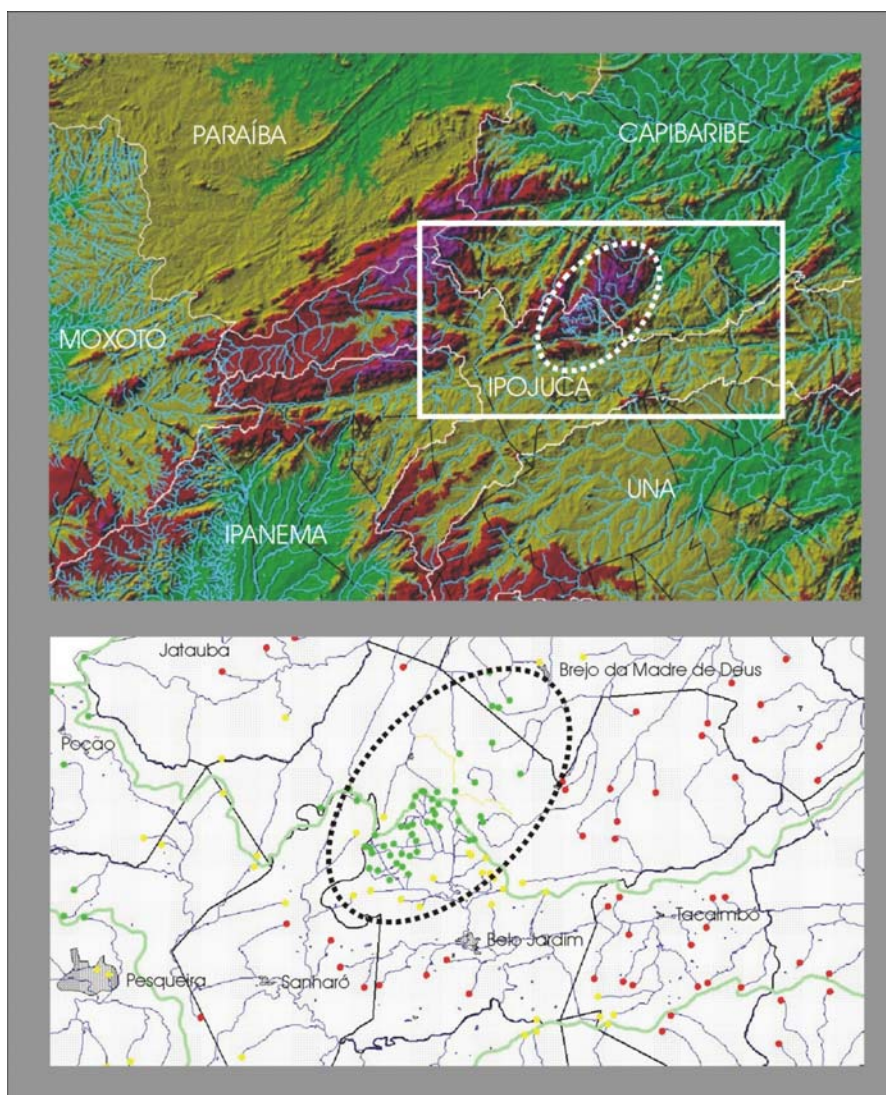 PARAÍBA
CAPIBARIBE
MOXOTÓ
IPOJUCA
UNA
IPANEMA
Jatauba
Brejo da Madre de Deus
Poção
Tacaimbó
Belo Jardim
Pesqueira
Sanharó